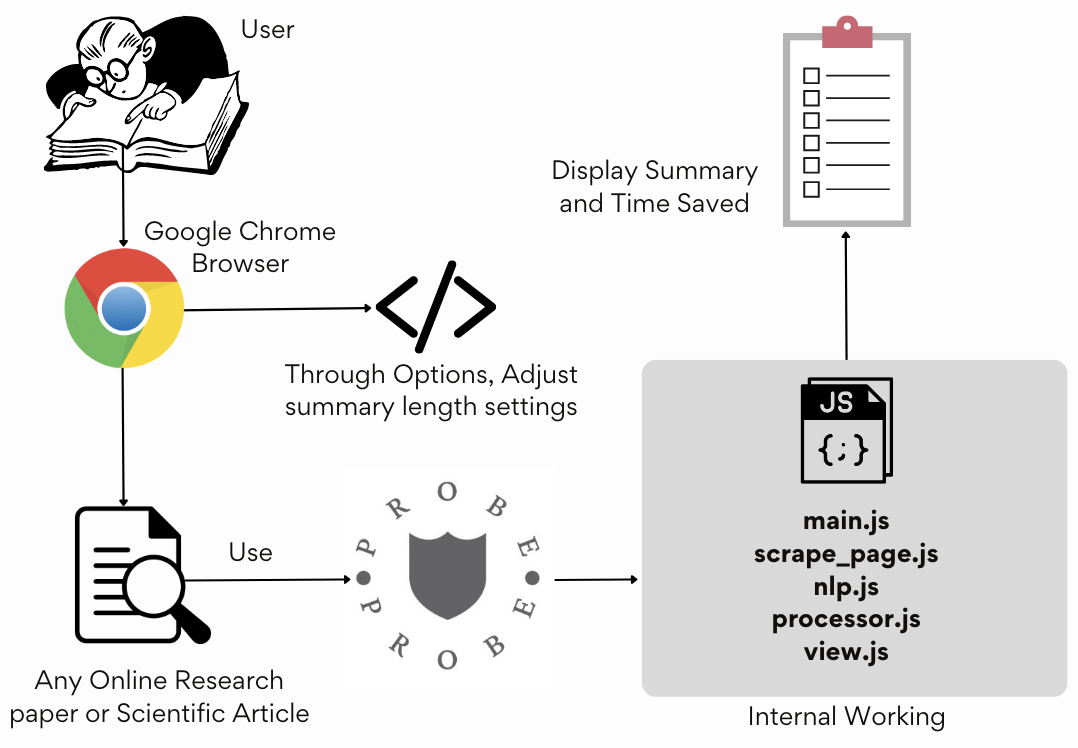 User
Google Chrome
Browser
Through Options, Adjust
summary length settings
Any Online Research
paper or Scientific Article
Use
PROBE
PROBE
JS
{;}
main.js
scrape_page.js
nlp.js
processor.js
view.js
Internal Working
Display Summary
and Time Saved